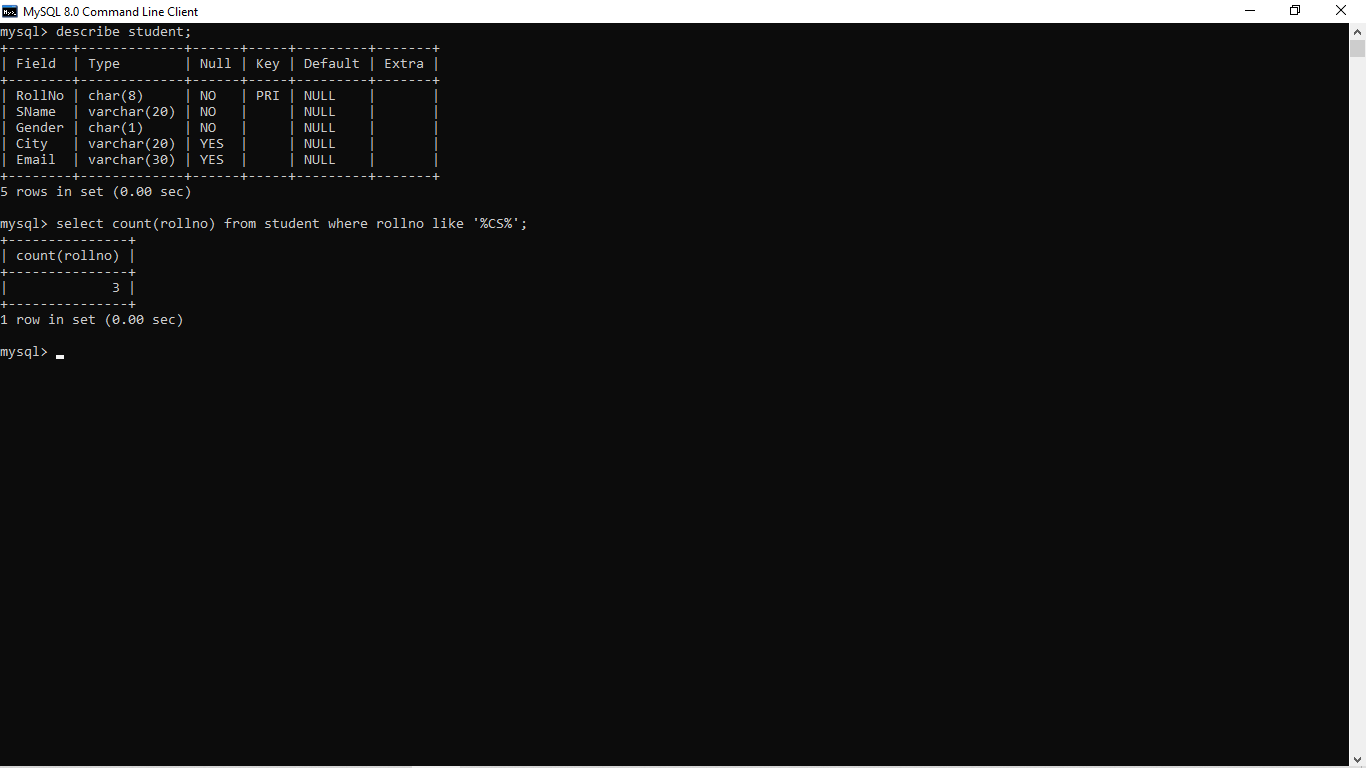 MySQL 8.0 Command Line Client
mysql> describe student;
+--------+-------------+------+-----+---------+-------+
| Field  | Type        | Null | Key | Default | Extra |
+--------+-------------+------+-----+---------+-------+
| RollNo | char(8)     | NO   | PRI | NULL    |       |
| SName  | varchar(20) | NO   |     | NULL    |       |
| Gender | char(1)     | NO   |     | NULL    |       |
| City   | varchar(20) | YES  |     | NULL    |       |
| Email  | varchar(30) | YES  |     | NULL    |       |
+--------+-------------+------+-----+---------+-------+
5 rows in set (0.00 sec)
mysql> select count(rollno) from student where rollno like '%CS%';
+---------------+
| count(rollno) |
+---------------+
|             3 |
+---------------+
1 row in set (0.00 sec)
mysql>